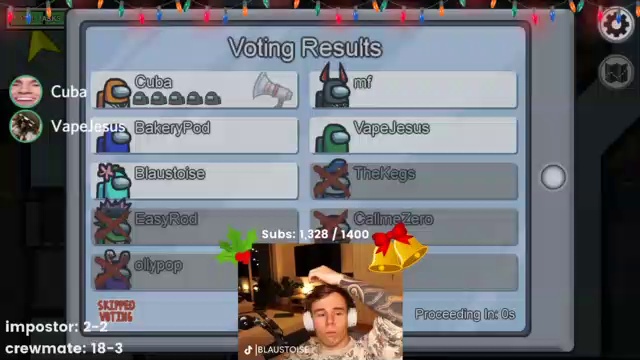 Voting Results
Cuba
mf
Cuba
BakeryPod
VapeJesus
VapeJesus
Blaustoise
TheKegs
EasyRod
CallmeZero
Subs: 1,328 / 1400
ollypop
SKIPPED
VOTING
Proceeding In: 0s
impostor: 2-2
crewmate: 18-3
BLAUSTOISE